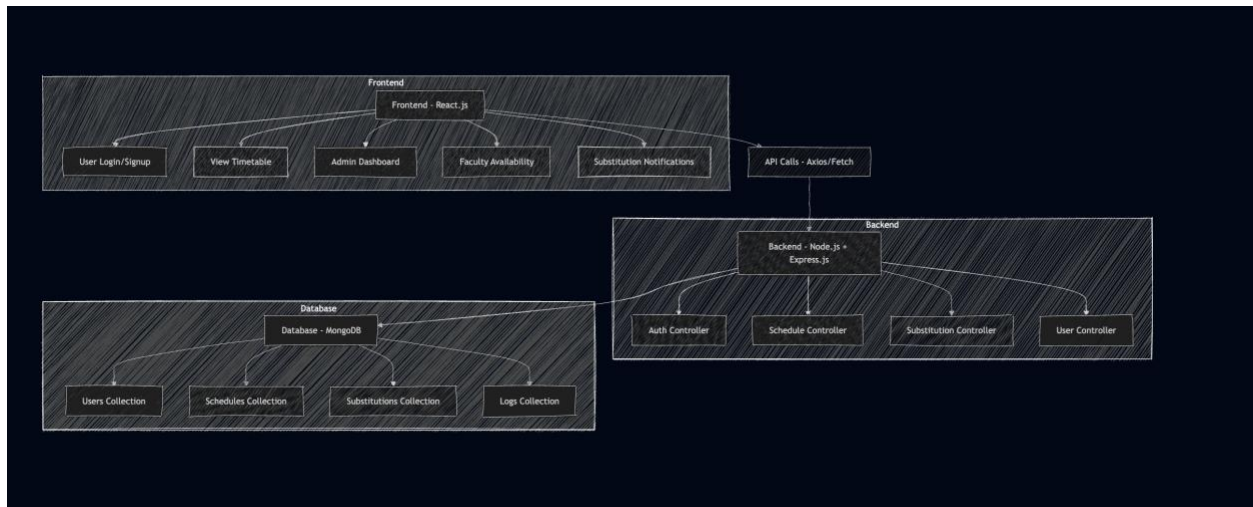 Frontend
Frontend - React.js
User Login/Signup
View Timetable
Admin Dashboard
Faculty Availability
Substitution Notifications
API Calls - Axios/Fetch
Backend
Backend - Node.js +
Express.js
Auth Controller
Schedule Controller
Substitution Controller
User Controller
Database
Database - MongoDB
Users Collection
Schedules Collection
Substitutions Collection
Logs Collection